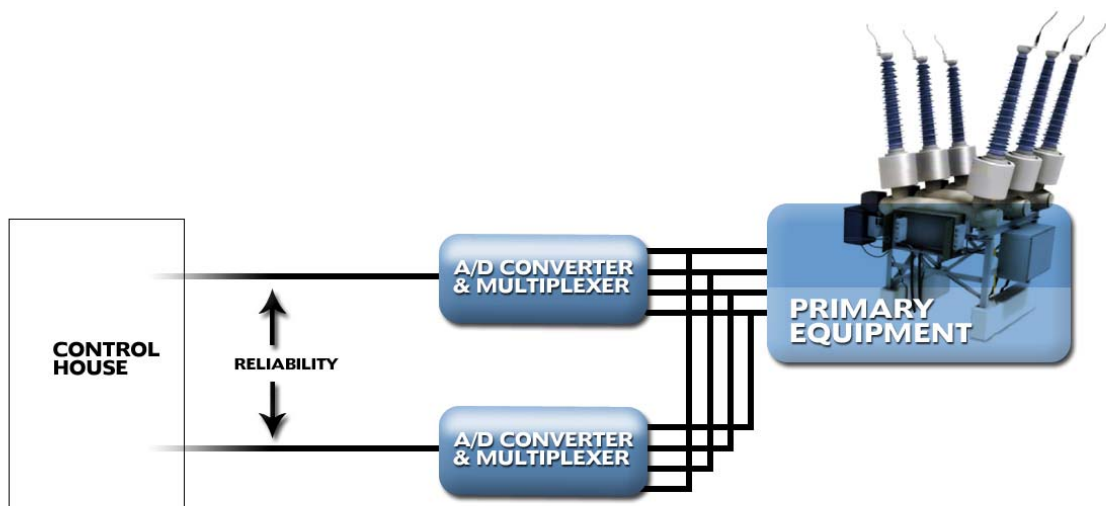 CONTROL
HOUSE
RELIABILITY
A/D CONVERTER
& MULTIPLEXER
A/D CONVERTER
& MULTIPLEXER
PRIMARY
EQUIPMENT